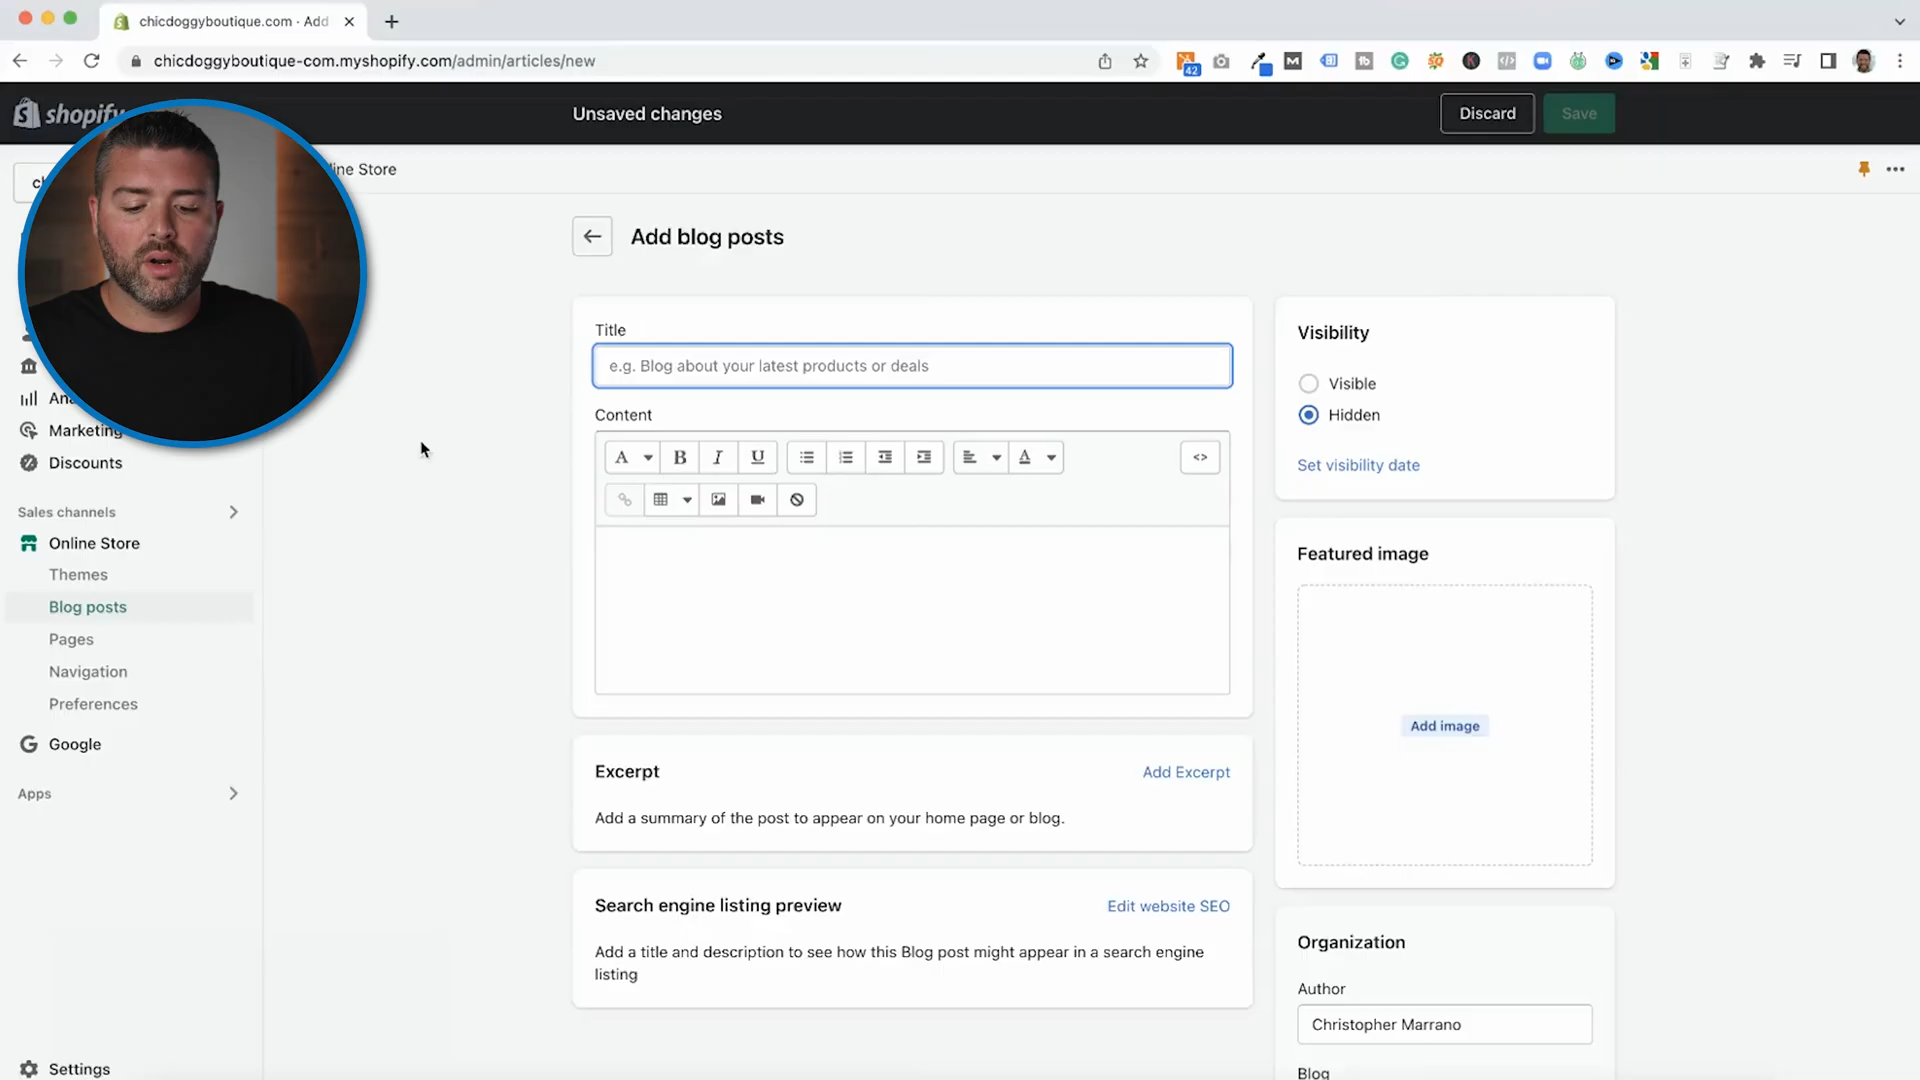 chicdoggyboutique.com · Add
chicdoggyboutique-com.myshopify.com/admin/articles/new
42
shopify
Unsaved changes
Discard
Save
ine Store
Add blog posts
Title
e.g. Blog about your latest products or deals
Content
Visibility
Visible
Hidden
Set visibility date
Marketing
Discounts
Sales channels
Online Store
Themes
Blog posts
Pages
Navigation
Preferences
Google
Apps
Settings
Featured image
Add image
Excerpt
Add Excerpt
Add a summary of the post to appear on your home page or blog.
Search engine listing preview
Edit website SEO
Add a title and description to see how this Blog post might appear in a search engine
listing
Organization
Author
Christopher Marrano
Blog